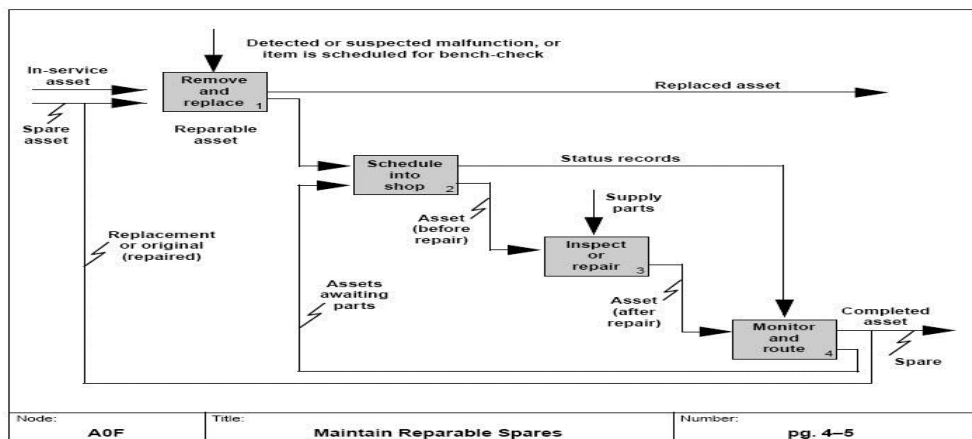 Detected or suspected malfunction, or
item is scheduled for bench-check
In-service
asset
Remove
and
replace
1
Replaced asset
Spare
asset
Reparable
asset
Schedule
into
shop
2
Status records
Supply
parts
Asset
(before
repair)
Replacement
or original
(repaired)
Inspect
or
repair
3
Assets
awaiting
parts
Asset
(after
repair)
Completed
asset
Monitor
and
route
4
Spare
Node:
A0F
Title:
Maintain Reparable Spares
Number:
pg. 4–5